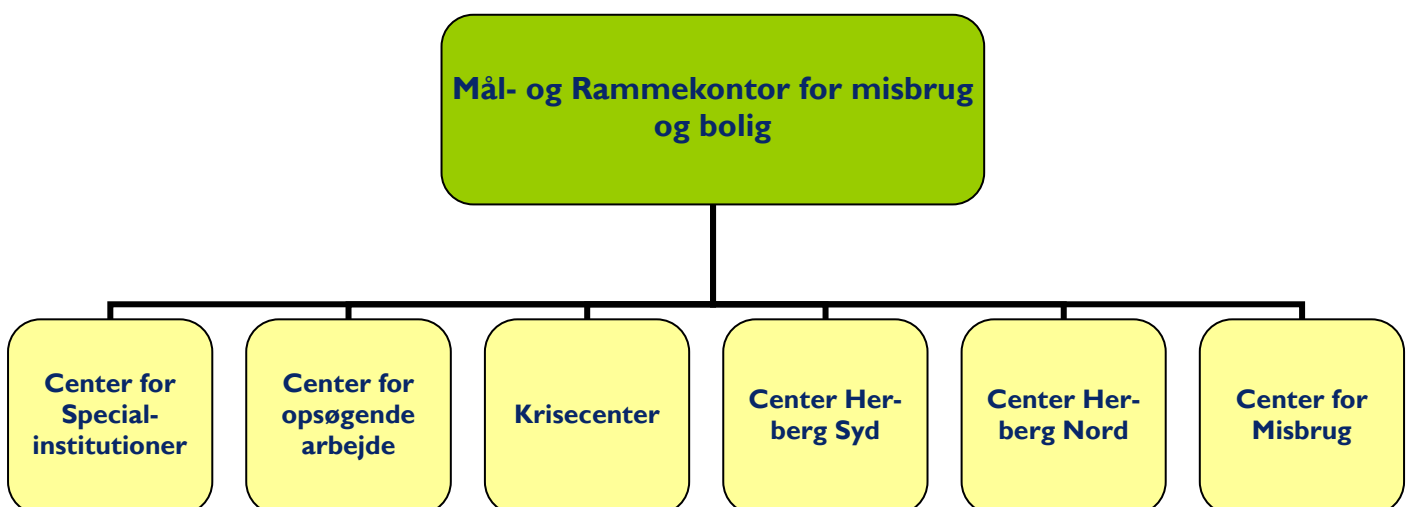 Mål- og Rammekontor for misbrug
og bolig
Center for
Special-
institutioner
Center for
opsøgende
arbejde
Krisecenter
Center Her-
berg Syd
Center Her-
berg Nord
Center for
Misbrug